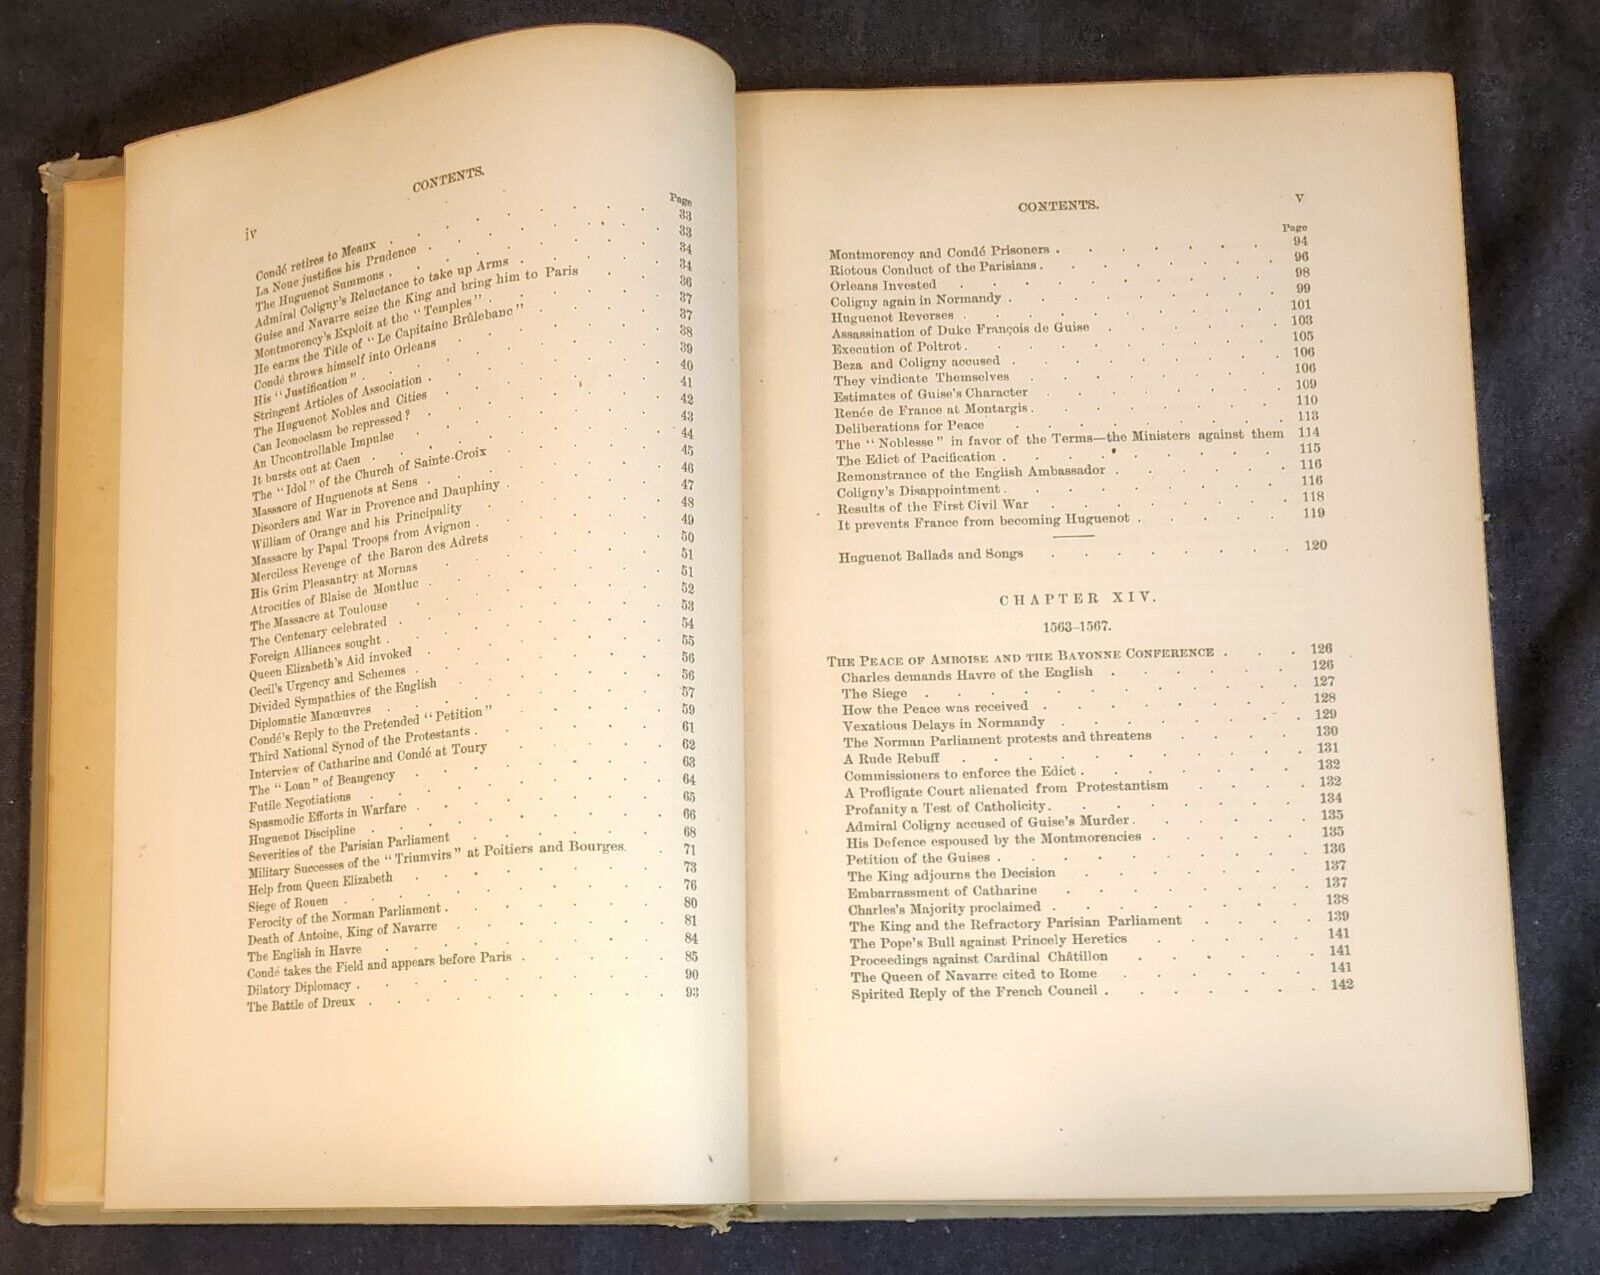 iv CONTENTS.
Page
Condé retires to Meaux . . . . . . 33
La Noue justifies his Prudence . . . . . . 33
The Huguenot Summons . . . . . . 34
Admiral Coligny's Reluctance to take up Arms . . . . 34
Guise and Navarre seize the King and bring him to Paris . . 36
Montmorency's Exploit at the "Temples" . . . . 37
He earns the Title of "Le Capitaine Brûlebanc" . . . 37
Condé throws himself into Orleans . . . . . 38
His "Justification" . . . . . . 39
Stringent Articles of Association . . . . . . 40
The Huguenot Nobles and Cities . . . . . . 41
Can Iconoclasm be repressed? . . . . . . 42
An Uncontrollable Impulse . . . . . . 43
It bursts out at Caen . . . . . . 44
The "Idol" of the Church of Sainte-Croix . . . . 45
Massacre of Huguenots at Sens . . . . . . 46
Disorders and War in Provence and Dauphiny . . . . 47
William of Orange and his Principality . . . . 48
Massacre by Papal Troops from Avignon . . . . . 49
Merciless Revenge of the Baron des Adrets . . . . 50
His Grim Pleasantry at Mornas . . . . . 51
Atrocities of Blaise de Montluc . . . . . . 51
The Massacre at Toulouse . . . . . . 52
The Centenary celebrated . . . . . . 53
Foreign Alliances sought . . . . . . 54
Queen Elizabeth's Aid invoked . . . . . . 55
Cecil's Urgency and Schemes . . . . . . 56
Divided Sympathies of the English . . . . . 56
Diplomatic Manœuvres . . . . . . 57
Condé's Reply to the Pretended "Petition" . . . . 59
Third National Synod of the Protestants . . . . . 61
Interview of Catharine and Condé at Toury . . . . 62
The "Loan" of Beaugency . . . . . . 63
Futile Negotiations . . . . . . 64
Spasmodic Efforts in Warfare . . . . . . 65
Huguenot Discipline . . . . . . 66
Severities of the Parisian Parliament . . . . . 68
Military Successes of the "Triumvirs" at Poitiers and Bourges. . 71
Help from Queen Elizabeth . . . . . . 73
Siege of Rouen . . . . . . 76
Ferocity of the Norman Parliament . . . . . . 80
Death of Antoine, King of Navarre . . . . . 81
The English in Havre . . . . . . 84
Condé takes the Field and appears before Paris . . . . 85
Dilatory Diplomacy . . . . . . 90
The Battle of Dreux . . . . . . 93
CONTENTS. v
Page
Montmorency and Condé Prisoners . . . . . . 94
Riotous Conduct of the Parisians . . . . . . 96
Orleans Invested . . . . . . 98
Coligny again in Normandy . . . . . . 99
Huguenot Reverses . . . . . . 101
Assassination of Duke François de Guise . . . . . 103
Execution of Poltrot . . . . . . 105
Beza and Coligny accused . . . . . . 106
They vindicate Themselves . . . . . . 106
Estimates of Guise's Character . . . . . . 109
Renée de France at Montargis . . . . . . 110
Deliberations for Peace . . . . . . 113
The "Noblesse" in favor of the Terms—the Ministers against them 114
The Edict of Pacification . . . . . . 115
Remonstrance of the English Ambassador . . . . . 116
Coligny's Disappointment . . . . . . 116
Results of the First Civil War . . . . . . 118
It prevents France from becoming Huguenot . . . . . 119
Huguenot Ballads and Songs . . . . . . 120
CHAPTER XIV.
1563–1567.
THE PEACE OF AMBOISE AND THE BAYONNE CONFERENCE . . . 126
Charles demands Havre of the English . . . . . 126
The Siege . . . . . . 127
How the Peace was received . . . . . . 128
Vexatious Delays in Normandy . . . . . . 129
The Norman Parliament protests and threatens . . . . 130
A Rude Rebuff . . . . . . 131
Commissioners to enforce the Edict . . . . . . 132
A Profligate Court alienated from Protestantism . . . . 132
Profanity a Test of Catholicity . . . . . . 134
Admiral Coligny accused of Guise's Murder . . . . . 135
His Defence espoused by the Montmorencies . . . . . 135
Petition of the Guises . . . . . . 136
The King adjourns the Decision . . . . . . 137
Embarrassment of Catharine . . . . . . 137
Charles's Majority proclaimed . . . . . . 138
The King and the Refractory Parisian Parliament . . . . 139
The Pope's Bull against Princely Heretics . . . . . 141
Proceedings against Cardinal Châtillon . . . . . 141
The Queen of Navarre cited to Rome . . . . . 141
Spirited Reply of the French Council . . . . . . 142